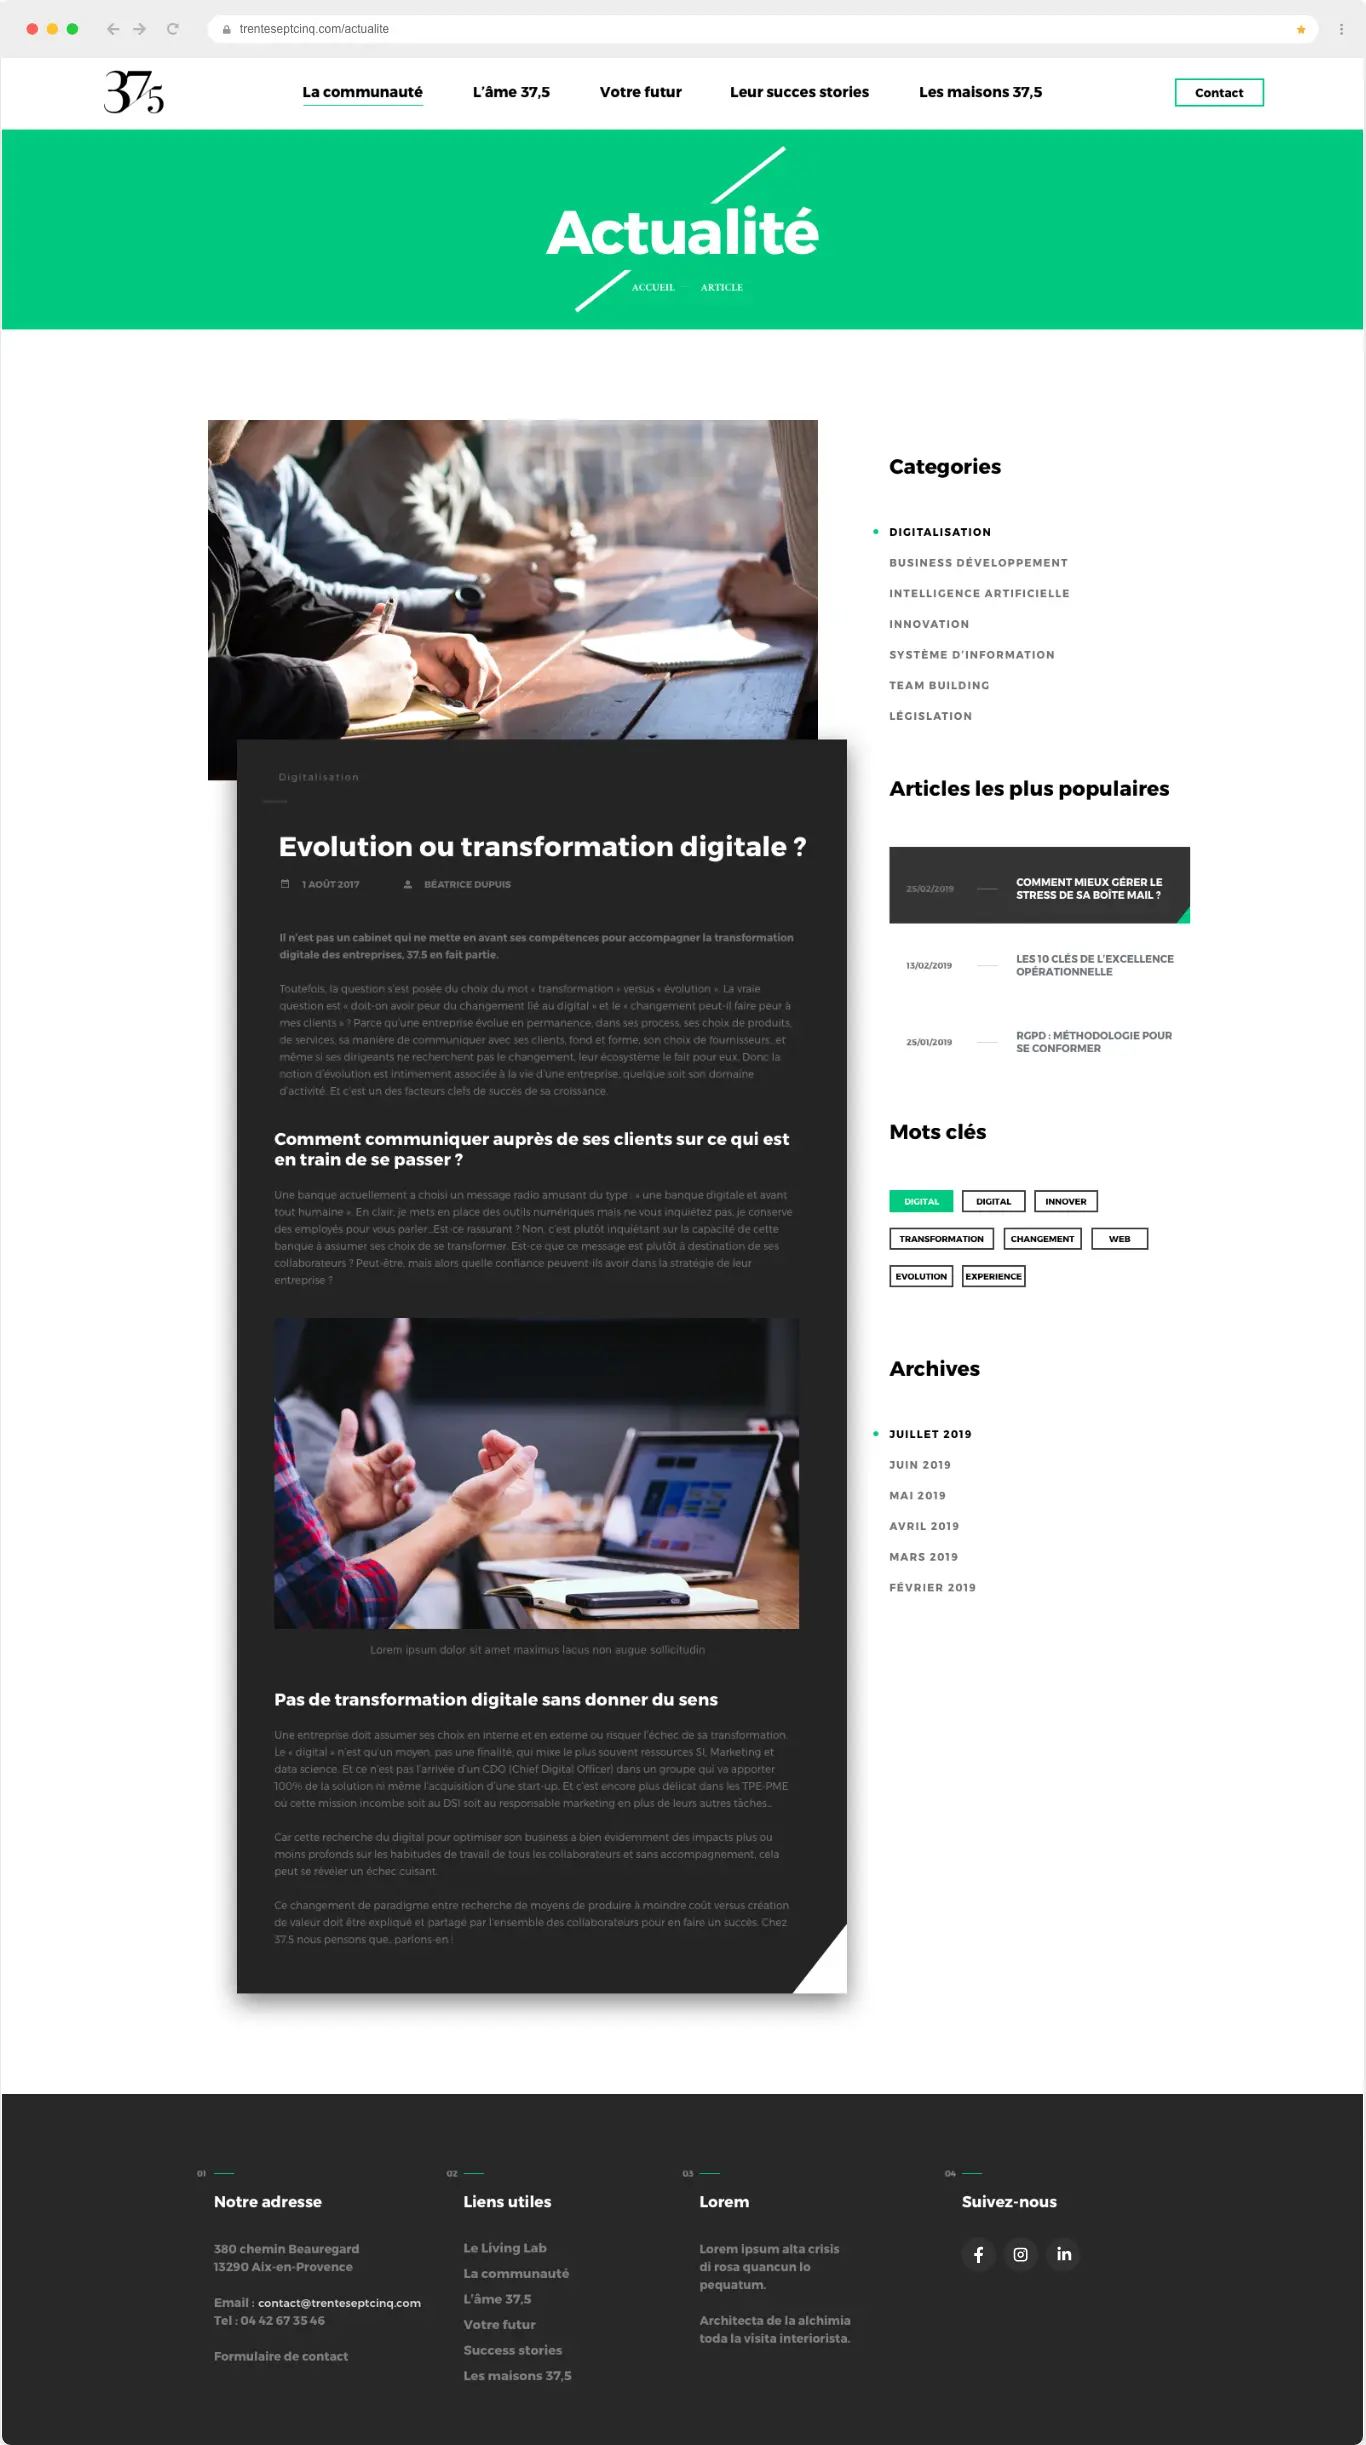 trenteseptcinq.com/actualite
37,5
La communauté
L'âme 37,5
Votre futur
Leur succes stories
Les maisons 37,5
Contact
Actualité
ACCUEIL
ARTICLE
Digitalisation
Evolution ou transformation digitale ?
1 AOÛT 2017
BÉATRICE DUPUIS
Il n'est pas un cabinet qui ne mette en avant ses compétences pour accompagner la transformation
digitale des entreprises, 37.5 en fait partie.
Toutefois, la question s'est posée du choix du mot « transformation » versus « évolution ». La vraie
question est « doit-on avoir peur du changement lié au digital » et le « changement peut-il faire peur à
mes clients » ? Parce qu'une entreprise évolue en permanence, dans ses process, ses choix de produits,
de services, sa manière de communiquer avec ses clients, fond et forme, son choix de fournisseurs.. et
même si ses dirigeants ne recherchent pas le changement, leur écosystème le fait pour eux. Donc la
notion d'évolution est intimement associée à la vie d'une entreprise, quelque soit son domaine
d'activité. Et c'est un des facteurs clefs de succès de sa croissance.
Comment communiquer auprès de ses clients sur ce qui est
en train de se passer ?
Une banque actuellement a choisi un message radio amusant du type : « une banque digitale et avant
tout humaine ». En clair, je mets en place des outils numériques mais ne vous inquiétez pas, je conserve
des employés pour vous parler...Est-ce rassurant ? Non, c'est plutôt inquiétant sur la capacité de cette
banque à assumer ses choix de se transformer. Est-ce que ce message est plutôt à destination de ses
collaborateurs ? Peut-être, mais alors quelle confiance peuvent-ils avoir dans la stratégie de leur
entreprise ?
Lorem ipsum dolor sit amet maximus lacus non augue sollicitudin
Pas de transformation digitale sans donner du sens
Une entreprise doit assumer ses choix en interne et en externe ou risquer l'échec de sa transformation.
Le « digital » n'est qu'un moyen, pas une finalité, qui mixe le plus souvent ressources SI, Marketing et
data science. Et ce n'est pas l'arrivée d'un CDO (Chief Digital Officer) dans un groupe qui va apporter
100% de la solution ni même l'acquisition d'une start-up. Et c'est encore plus délicat dans les TPE-PME
où cette mission incombe soit au DSI soit au responsable marketing en plus de leurs autres tâches...
Car cette recherche du digital pour optimiser son business a bien évidemment des impacts plus ou
moins profonds sur les habitudes de travail de tous les collaborateurs et sans accompagnement, cela
peut se révéler un échec cuisant.
Ce changement de paradigme entre recherche de moyens de produire à moindre coût versus création
de valeur doit être expliqué et partagé par l'ensemble des collaborateurs pour en faire un succès. Chez
37.5 nous pensons que.. parlons-en !
Categories
DIGITALISATION
BUSINESS DÉVELOPPEMENT
INTELLIGENCE ARTIFICIELLE
INNOVATION
SYSTÈME D'INFORMATION
TEAM BUILDING
LÉGISLATION
Articles les plus populaires
25/02/2019
COMMENT MIEUX GÉRER LE
STRESS DE SA BOÎTE MAIL ?
13/02/2019
LES 10 CLÉS DE L'EXCELLENCE
OPÉRATIONNELLE
25/01/2019
RGPD : MÉTHODOLOGIE POUR
SE CONFORMER
Mots clés
DIGITAL
DIGITAL
INNOVER
TRANSFORMATION
CHANGEMENT
WEB
EVOLUTION
EXPERIENCE
Archives
JUILLET 2019
JUIN 2019
MAI 2019
AVRIL 2019
MARS 2019
FÉVRIER 2019
01
Notre adresse
380 chemin Beauregard
13290 Aix-en-Provence
Email : contact@trenteseptcinq.com
Tel : 04 42 67 35 46
Formulaire de contact
02
Liens utiles
Le Living Lab
La communauté
L'âme 37,5
Votre futur
Success stories
Les maisons 37,5
03
Lorem
Lorem ipsum alta crisis
di rosa quancun lo
pequatum.
Architecta de la alchimia
toda la visita interiorista.
04
Suivez-nous